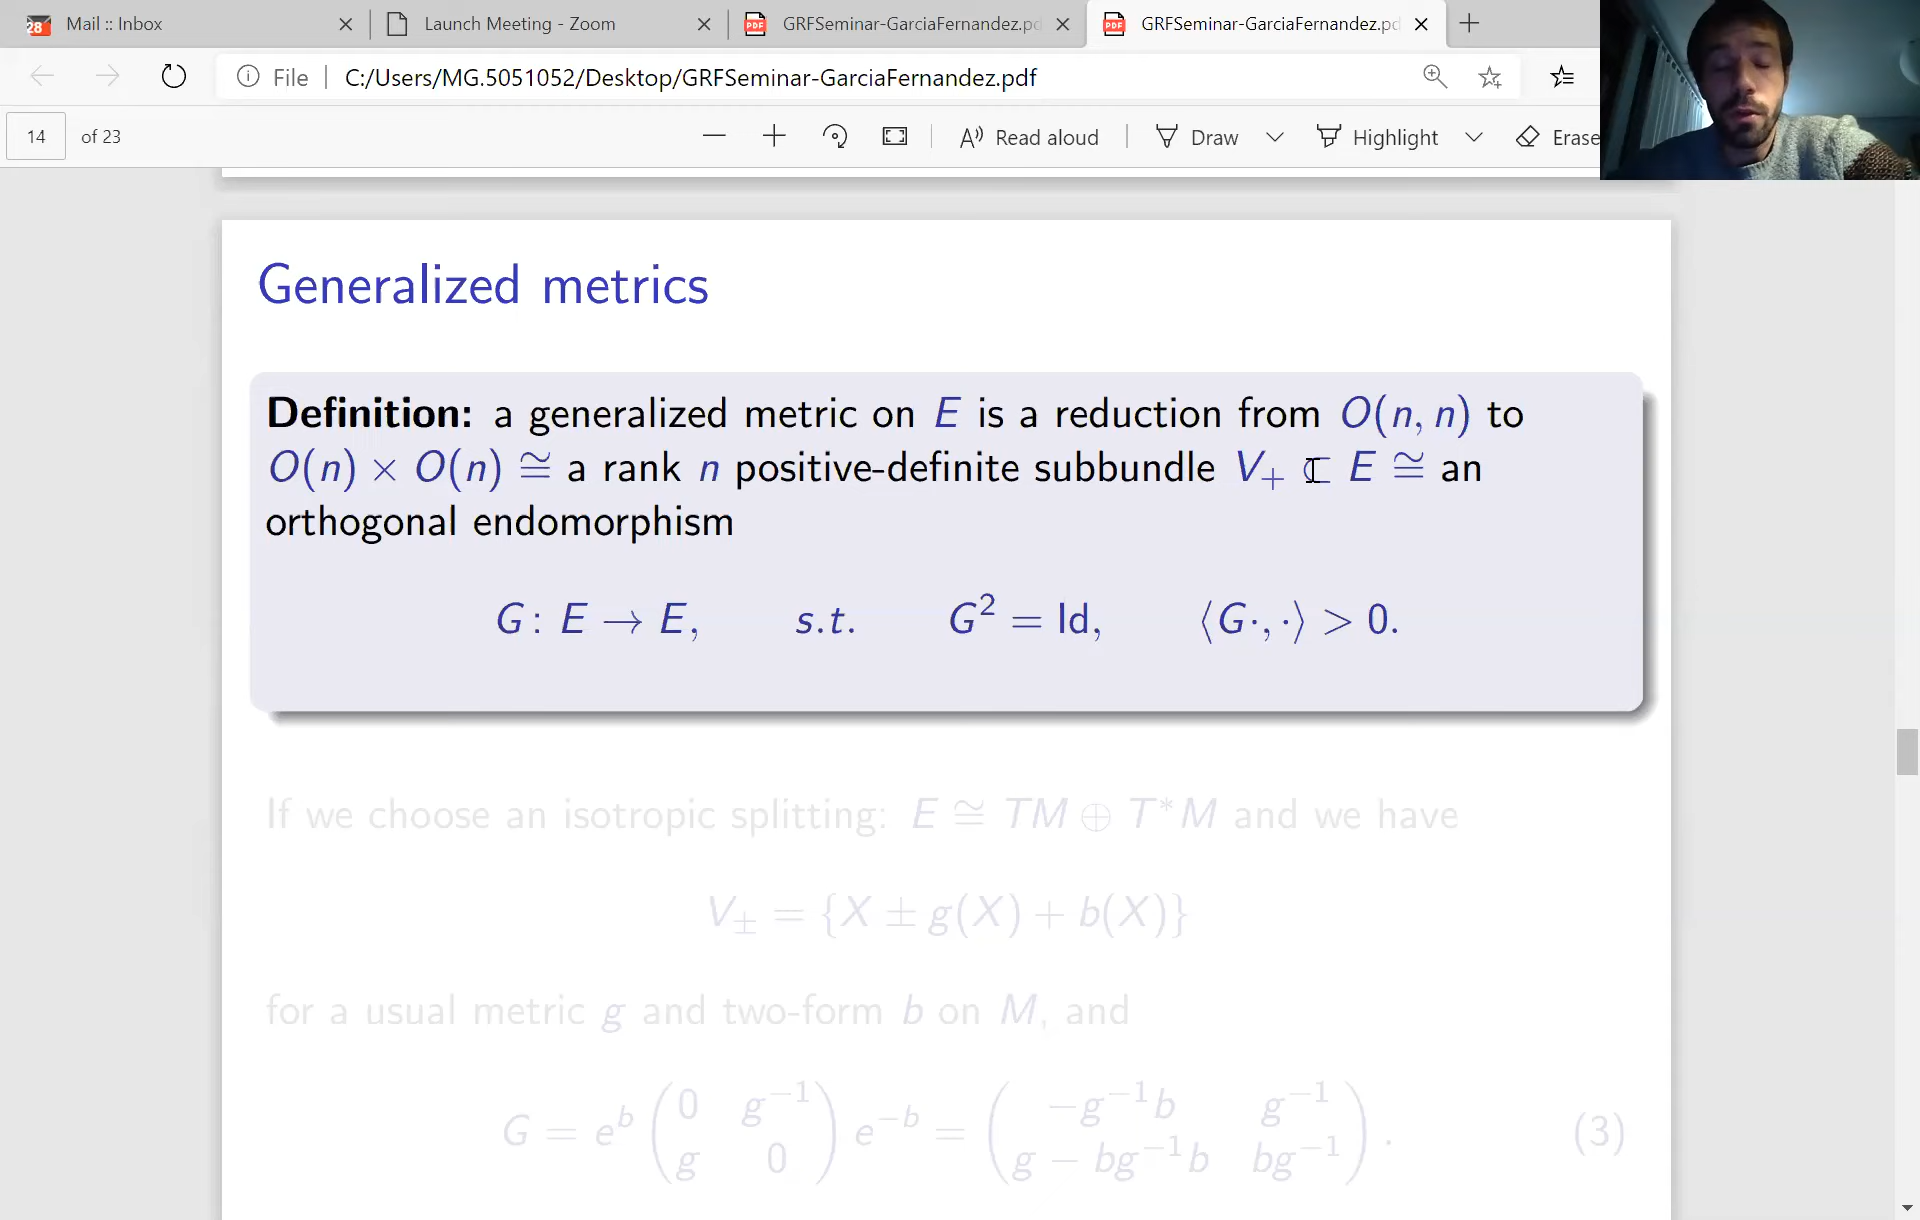 28 Mail :: Inbox
Launch Meeting - Zoom
PDF GRFSeminar-GarciaFernandez.pd
PDF GRFSeminar-GarciaFernandez.pd
File | C:/Users/MG.5051052/Desktop/GRFSeminar-GarciaFernandez.pdf
14 of 23
Read aloud
Draw
Highlight
Erase
Generalized metrics
Definition: a generalized metric on E is a reduction from O(n, n) to
O(n) × O(n) ≅ a rank n positive-definite subbundle V₊ ⊂ E ≅ an
orthogonal endomorphism
G: E → E, s.t. G² = Id, ⟨G·, ·⟩ > 0.
If we choose an isotropic splitting: E ≅ TM ⊕ T*M and we have
V± = {X ± g(X) + b(X)}
for a usual metric g and two-form b on M, and
G = e^b ( 0 g⁻¹ ; g 0 ) e^{-b} = ( −g⁻¹b g⁻¹ ; g − bg⁻¹b bg⁻¹ ) . (3)